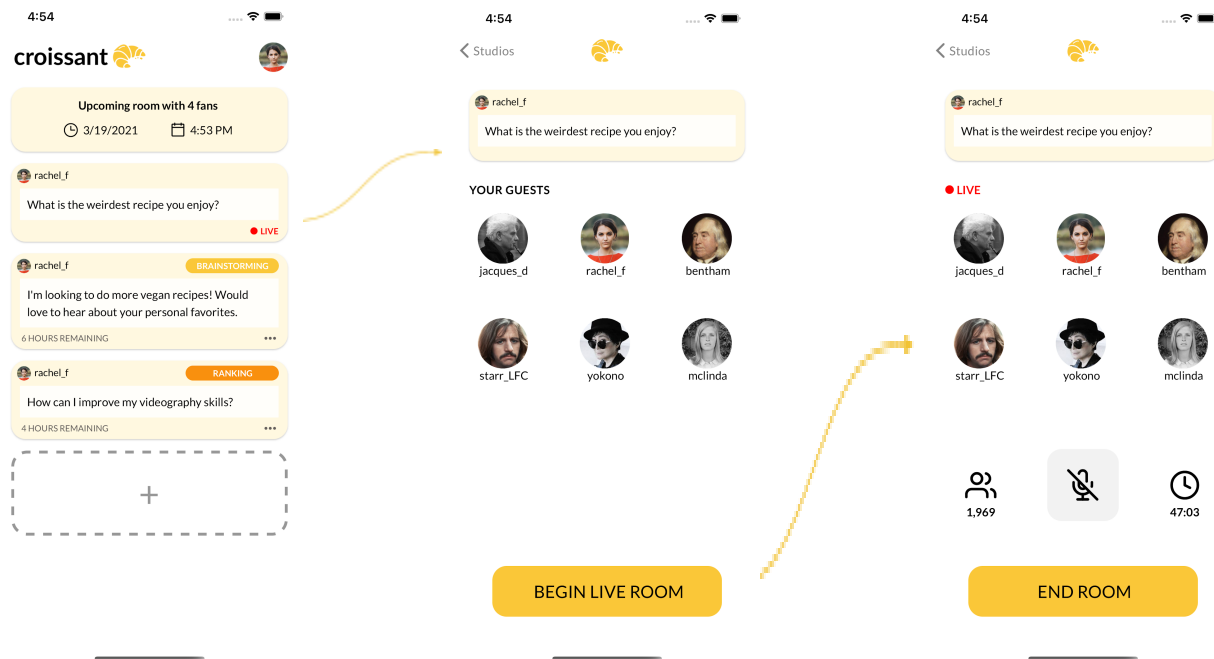 4:54
croissant
Upcoming room with 4 fans
3/19/2021 4:53 PM
rachel_f
What is the weirdest recipe you enjoy?
LIVE
rachel_f BRAINSTORMING
I'm looking to do more vegan recipes! Would
love to hear about your personal favorites.
6 HOURS REMAINING
rachel_f RANKING
How can I improve my videography skills?
4 HOURS REMAINING
+
4:54
Studios
rachel_f
What is the weirdest recipe you enjoy?
YOUR GUESTS
jacques_d rachel_f bentham
starr_LFC yokono mclinda
BEGIN LIVE ROOM
4:54
Studios
rachel_f
What is the weirdest recipe you enjoy?
LIVE
jacques_d rachel_f bentham
starr_LFC yokono mclinda
1,969 47:03
END ROOM